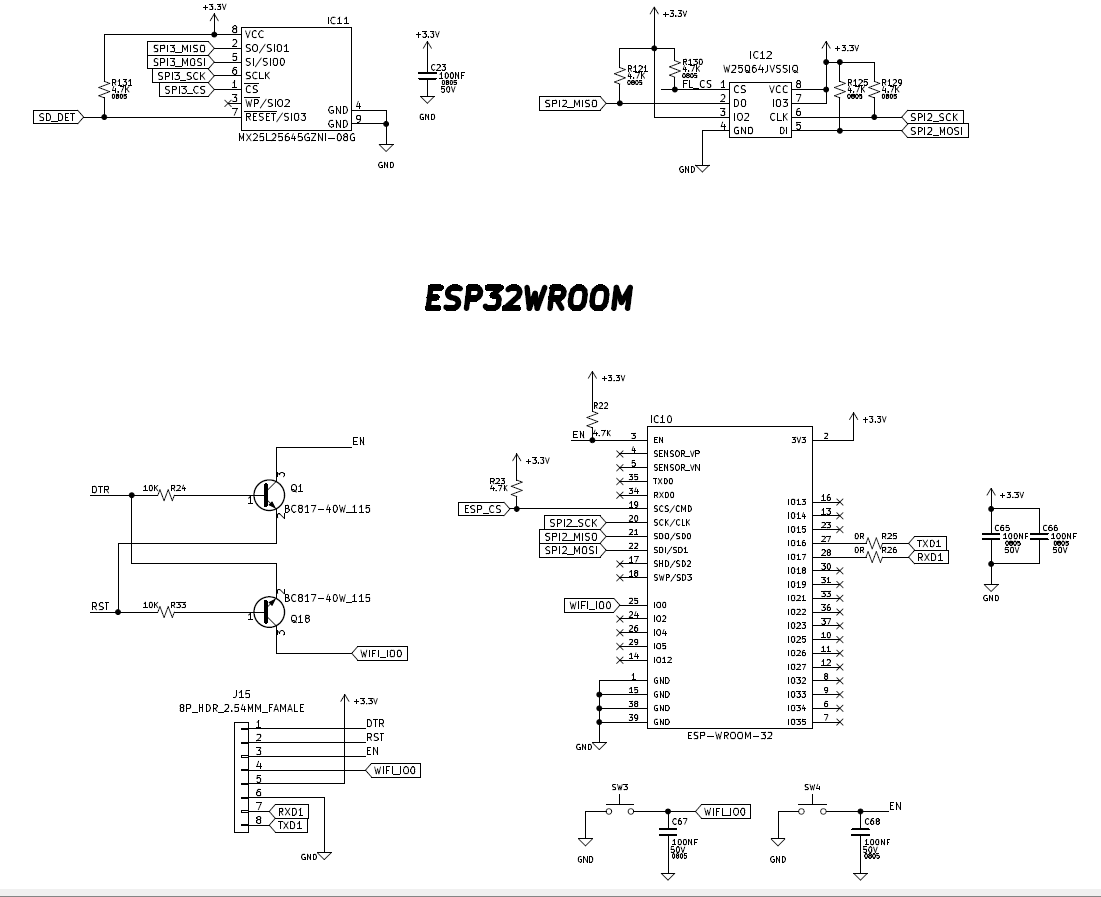 +3.3V
IC11
8 VCC
SPI3_MISO 2 SO/SIO1
SPI3_MOSI 5 SI/SIO0
SPI3_SCK 6 SCLK
SPI3_CS 1 CS
3 WP/SIO2
SD_DET 7 RESET/SIO3
GND 4
GND 9
MX25L25645GZNI-08G
R131
4.7K
0805
GND
+3.3V
C23
100NF
0805
50V
GND
+3.3V
R121
4.7K
0805
R130
4.7K
0805
FL_CS
IC12
W25Q64JVSSIQ
1 CS
SPI2_MISO 2 DO
3 IO2
4 GND
VCC 8
IO3 7
CLK 6 SPI2_SCK
DI 5 SPI2_MOSI
+3.3V
R125
4.7K
0805
R129
4.7K
0805
GND
ESP32WROOM
EN
DTR
10K R24
1
3
2
Q1
BC817-40W_115
RST
10K R33
1
2
3
BC817-40W_115
Q18
WIFI_IO0
J15
8P_HDR_2.54MM_FAMALE
+3.3V
1 DTR
2 RST
3 EN
4 WIFI_IO0
5
6
7 RXD1
8 TXD1
GND
+3.3V
R22
4.7K
EN
+3.3V
R23
4.7K
IC10
3 EN
4 SENSOR_VP
5 SENSOR_VN
35 TXD0
34 RXD0
ESP_CS 19 SCS/CMD
SPI2_SCK 20 SCK/CLK
SPI2_MISO 21 SDO/SD0
SPI2_MOSI 22 SDI/SD1
17 SHD/SD2
18 SWP/SD3
WIFI_IO0 25 IO0
24 IO2
26 IO4
29 IO5
14 IO12
1 GND
15 GND
38 GND
39 GND
GND
3V3 2
+3.3V
IO13 16
IO14 13
IO15 23
IO16 27 0R R25 TXD1
IO17 28 0R R26 RXD1
IO18 30
IO19 31
IO21 33
IO22 36
IO23 37
IO25 10
IO26 11
IO27 12
IO32 8
IO33 9
IO34 6
IO35 7
ESP-WROOM-32
+3.3V
C65
100NF
0805
50V
C66
100NF
0805
50V
GND
SW3
WIFI_IO0
C67
100NF
50V
0805
GND
SW4
EN
C68
100NF
50V
0805
GND